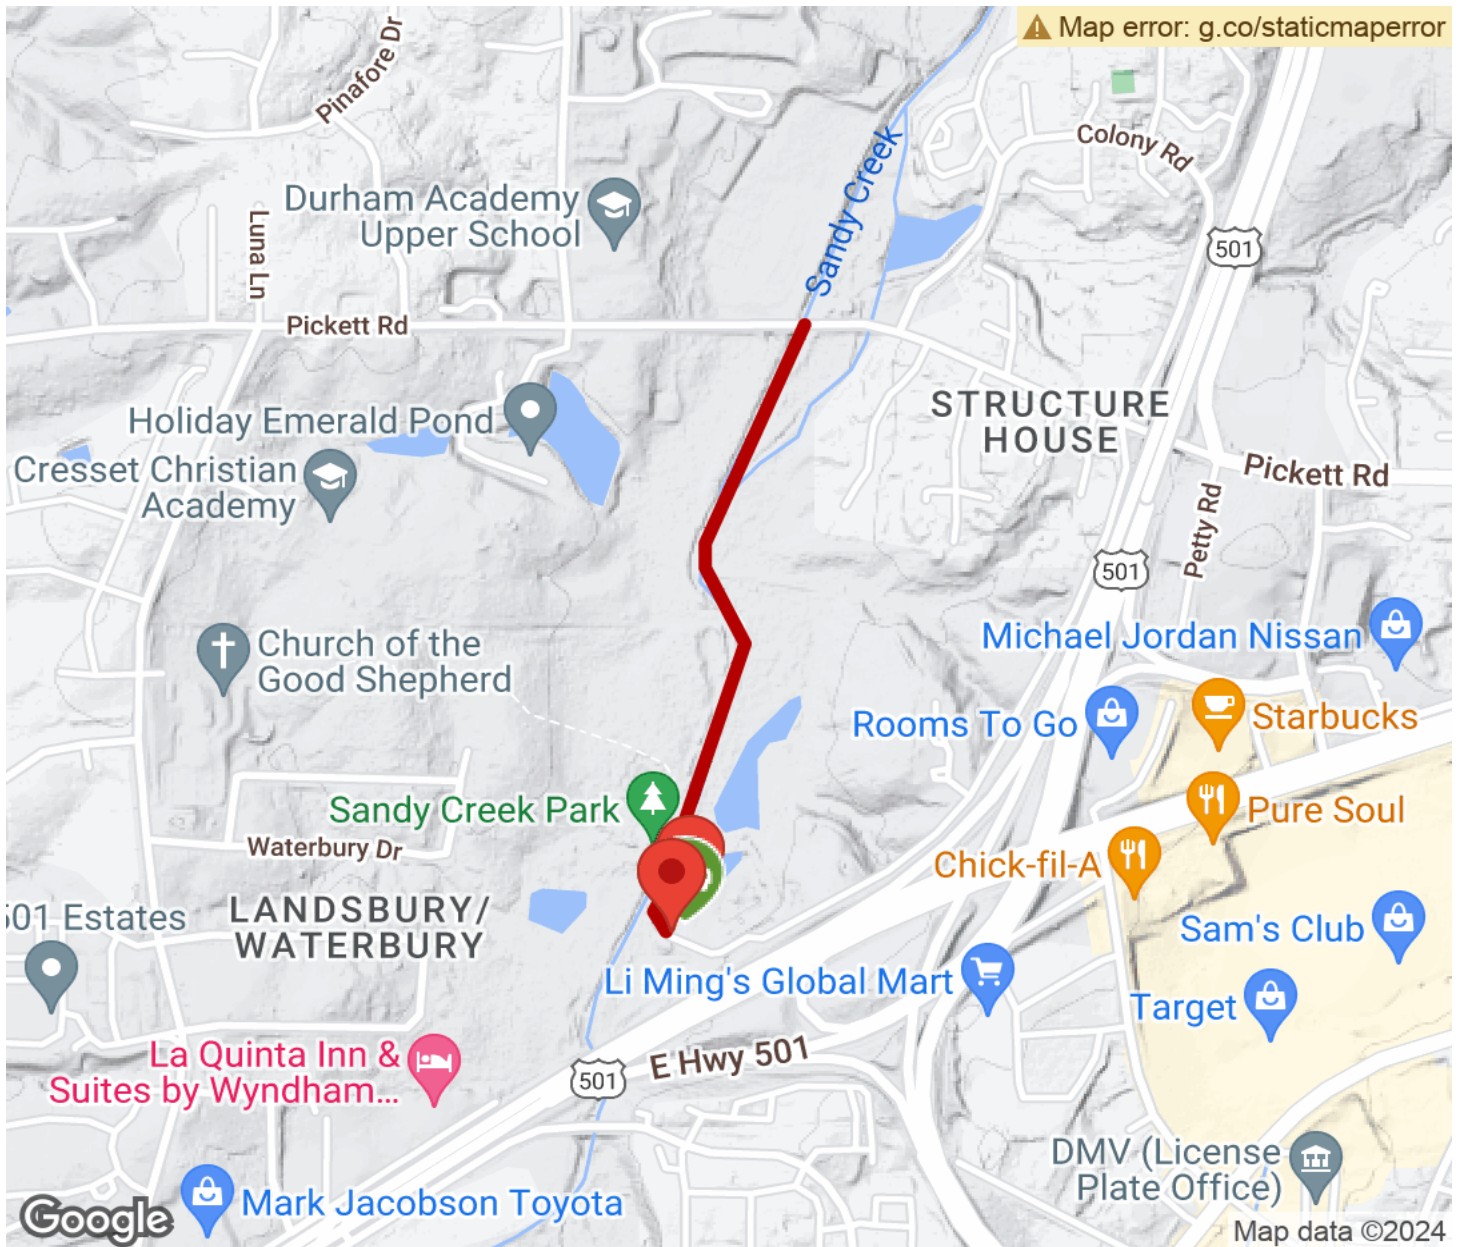 Map error: g.co/staticmaperror
Pinafore Dr
Colony Rd
Sandy Creek
Durham Academy
Upper School
Luna Ln
501
Pickett Rd
STRUCTURE
HOUSE
Holiday Emerald Pond
Cresset Christian
Academy
Pickett Rd
Petty Rd
501
Church of the
Good Shepherd
Michael Jordan Nissan
Rooms To Go
Starbucks
Sandy Creek Park
Pure Soul
Waterbury Dr
Chick-fil-A
LANDSBURY/
WATERBURY
501 Estates
Sam's Club
Li Ming's Global Mart
Target
La Quinta Inn &
Suites by Wyndham...
501
E Hwy 501
DMV (License
Plate Office)
Mark Jacobson Toyota
Google
Map data ©2024